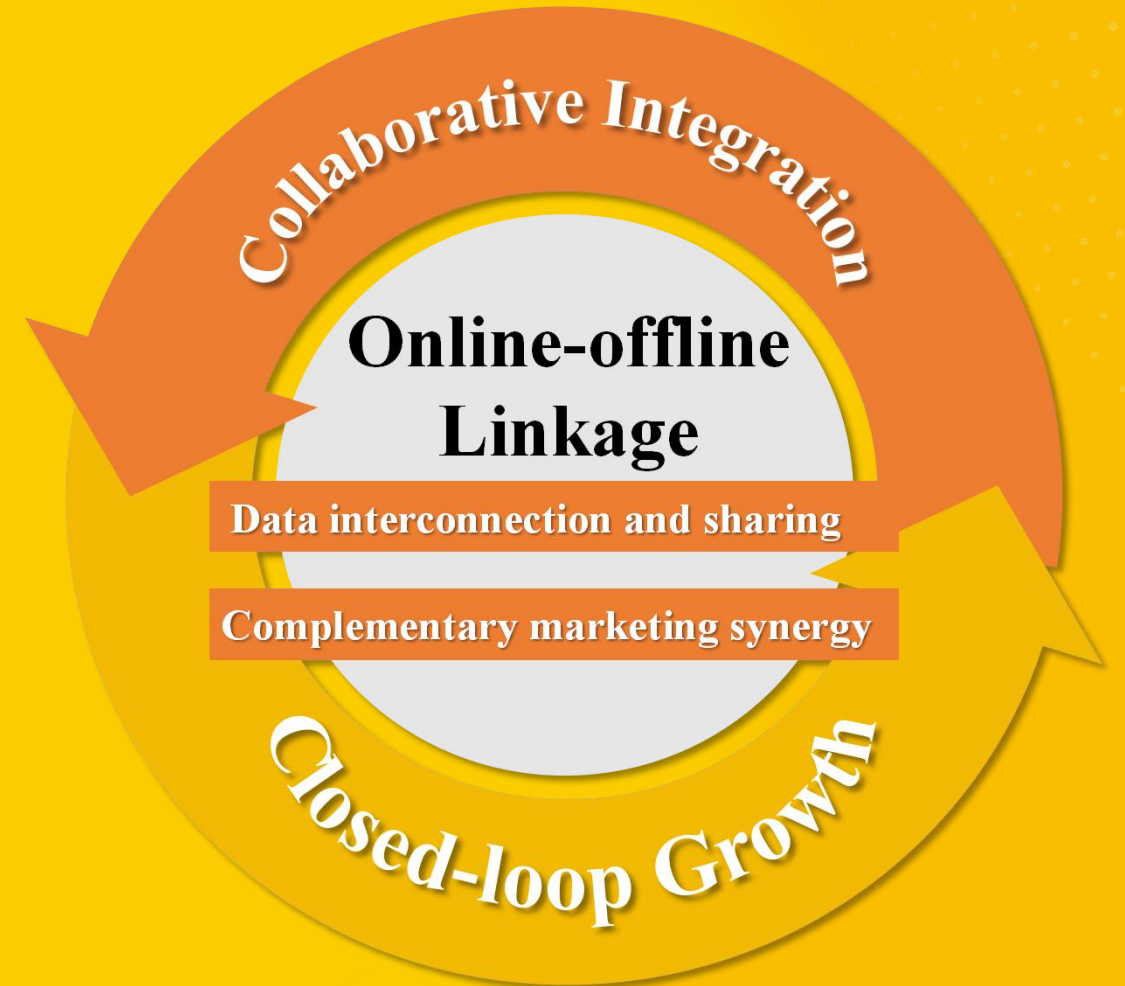 Collaborative Integration
Online-offline
Linkage
Data interconnection and sharing
Complementary marketing synergy
Closed-loop Growth